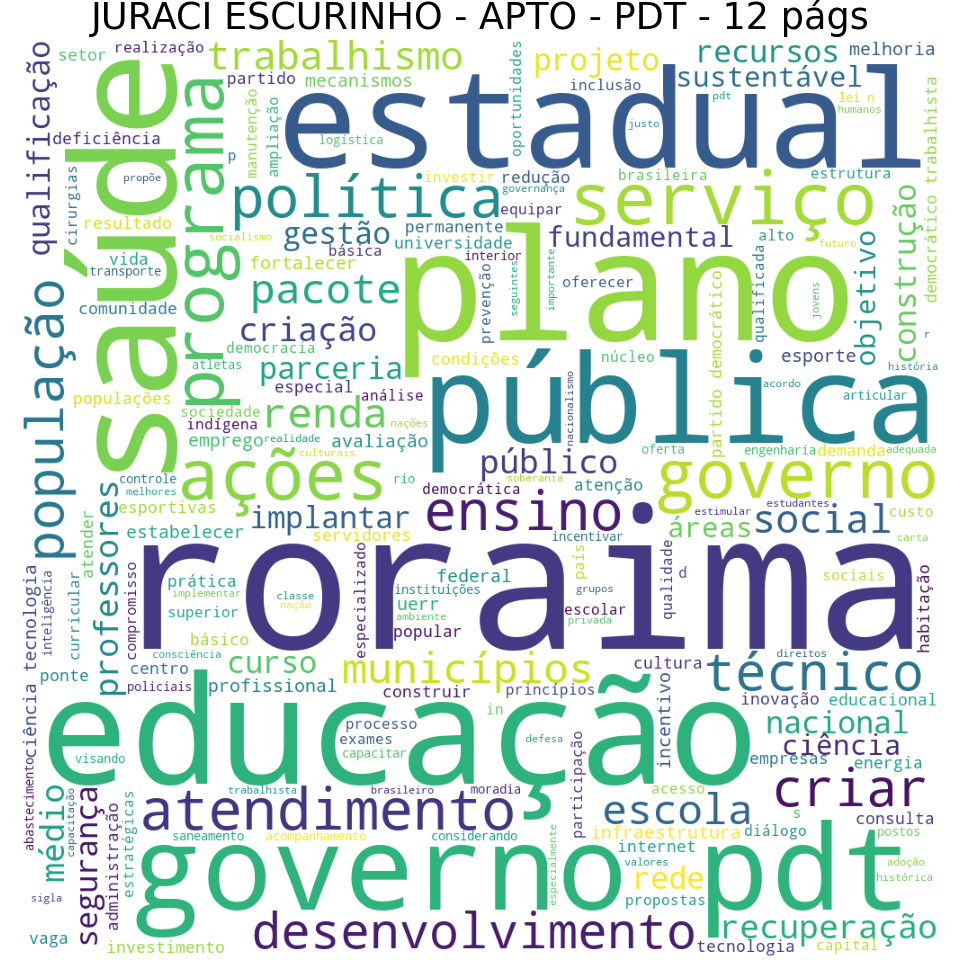 JURACI ESCURINHO - APTO - PDT - 12 págs
setor
realização
trabalhismo
projeto
recursos
melhoria
qualificação
saúde
programa
partido
mecanismos
estadual
inclusão
sustentável
pdt
lei n
humanos
justo
oportunidades
manutenção
ampliação
logistica
deficiência
p
propõe
cirurgias
política
investir
redução
governança
brasileira
estrutura
serviço
democrático trabalhista
resultado
socialismo
gestão
equipar
permanente
universidade
fundamental
alto
futuro
vida
transporte
básica
interior
fortalecer
pacote
plano
prevenção
seguintes
importante
oferecer
qualificada
jovens
objetivo
construção
comunidade
criação
população
democracia
atletas
parceria
condições
núcleo
partido democrático
esporte
r
história
populações
especial
análise
pública
nacionalismo
acordo
articular
sociedade
indígena
renda
nações
emprego
realidade
avaliação
culturais
oferta
engenharia
demanda
adequada
controle
melhores
ações
rio
público
soberania
atenção
governo
professores
esportivas
democrática
ensino
estudantes
estimular
áreas
social
custo
estabelecer
implantar
servidores
incentivar
carta
atender
roraima
ciência tecnologia
inteligência
curricular
compromisso
prática
implementar
superior
classe
nação
especializado
federal
instituições
uerr
ambiente
popular
país
grupos
escolar
privada
qualidade
d
sociais
habitação
básico
consciência
direitos
ponte
centro
policiais
curso
profissional
municípios
construir
princípios
cultura
técnico
inovação
educacional
educação
in
processo
exames
capacitar
defesa
incentivo
nacional
ciência
empresas
energia
visando
participação
abastecimento
médio
capacitação
segurança
administração
estratégicas
trabalhista
brasileiro
moradia
acesso
criar
atendimento
escola
s
consulta
saneamento
acompanhamento
considerando
infraestrutura
diálogo
postos
governo
especialmente
internet
valores
rede
propostas
pdt
adoção
histórica
sigla
vaga
investimento
desenvolvimento
recuperação
tecnologia
capital